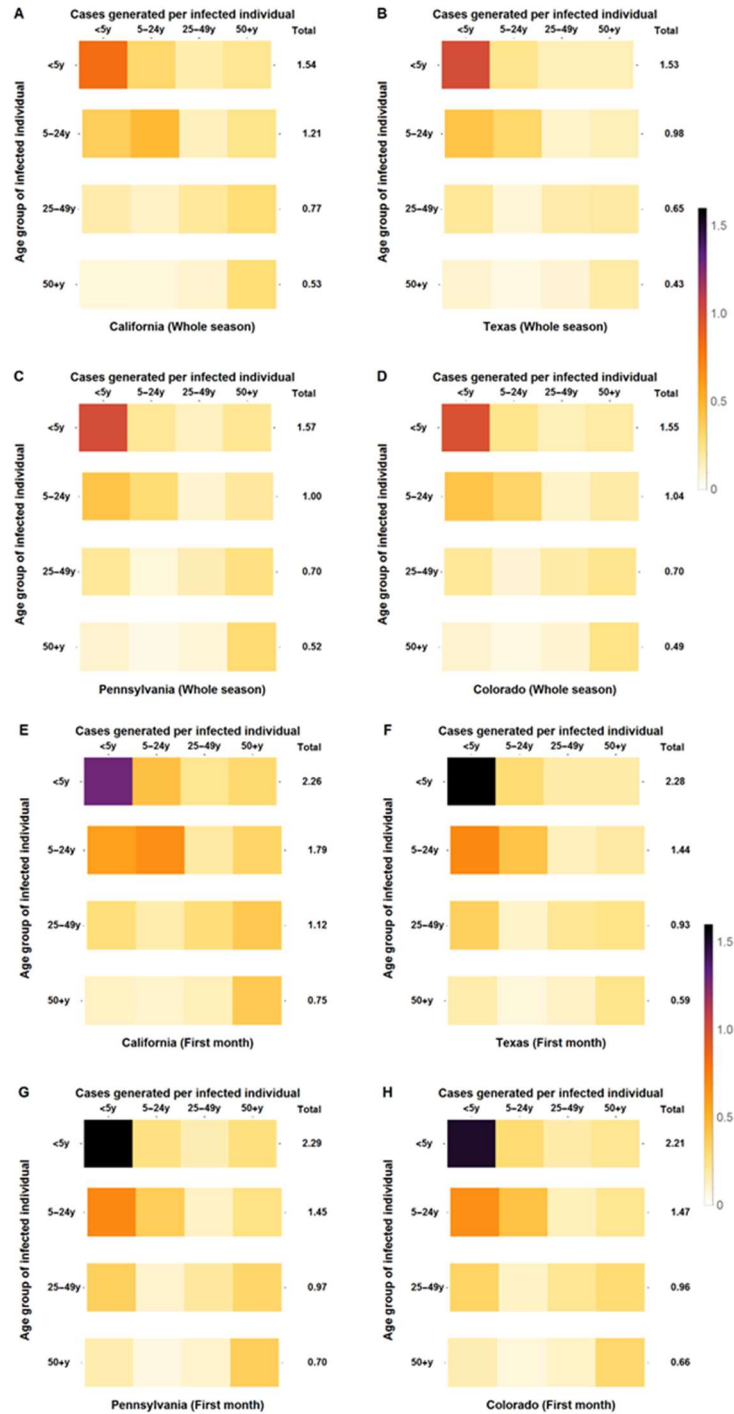 A
Cases generated per infected individual
<5y 5–24y 25–49y 50+y Total
Age group of infected individual
<5y 1.54
5–24y 1.21
25–49y 0.77
50+y 0.53
California (Whole season)
B
Cases generated per infected individual
<5y 5–24y 25–49y 50+y Total
Age group of infected individual
<5y 1.53
5–24y 0.98
25–49y 0.65
50+y 0.43
Texas (Whole season)
C
Cases generated per infected individual
<5y 5–24y 25–49y 50+y Total
Age group of infected individual
<5y 1.57
5–24y 1.00
25–49y 0.70
50+y 0.52
Pennsylvania (Whole season)
D
Cases generated per infected individual
<5y 5–24y 25–49y 50+y Total
Age group of infected individual
<5y 1.55
5–24y 1.04
25–49y 0.70
50+y 0.49
Colorado (Whole season)
1.5
1.0
0.5
0
E
Cases generated per infected individual
<5y 5–24y 25–49y 50+y Total
Age group of infected individual
<5y 2.26
5–24y 1.79
25–49y 1.12
50+y 0.75
California (First month)
F
Cases generated per infected individual
<5y 5–24y 25–49y 50+y Total
Age group of infected individual
<5y 2.28
5–24y 1.44
25–49y 0.93
50+y 0.59
Texas (First month)
G
Cases generated per infected individual
<5y 5–24y 25–49y 50+y Total
Age group of infected individual
<5y 2.29
5–24y 1.45
25–49y 0.97
50+y 0.70
Pennsylvania (First month)
H
Cases generated per infected individual
<5y 5–24y 25–49y 50+y Total
Age group of infected individual
<5y 2.21
5–24y 1.47
25–49y 0.96
50+y 0.66
Colorado (First month)
1.5
1.0
0.5
0